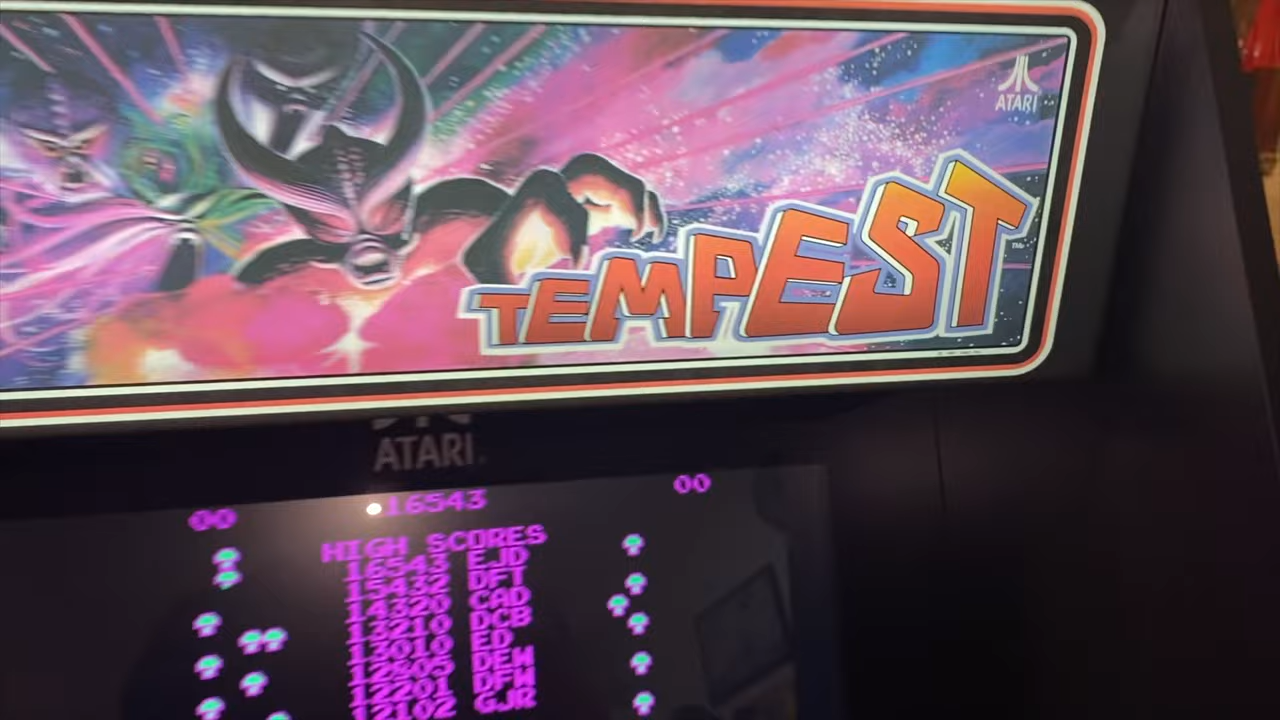 ATARI
TEMPEST™
ATARI
00 16543 00
HIGH SCORES
16543 EJD
15432 DFT
14320 CAD
13210 DCB
13010 ED
12805 DEW
12201 DFW
12102 GJR